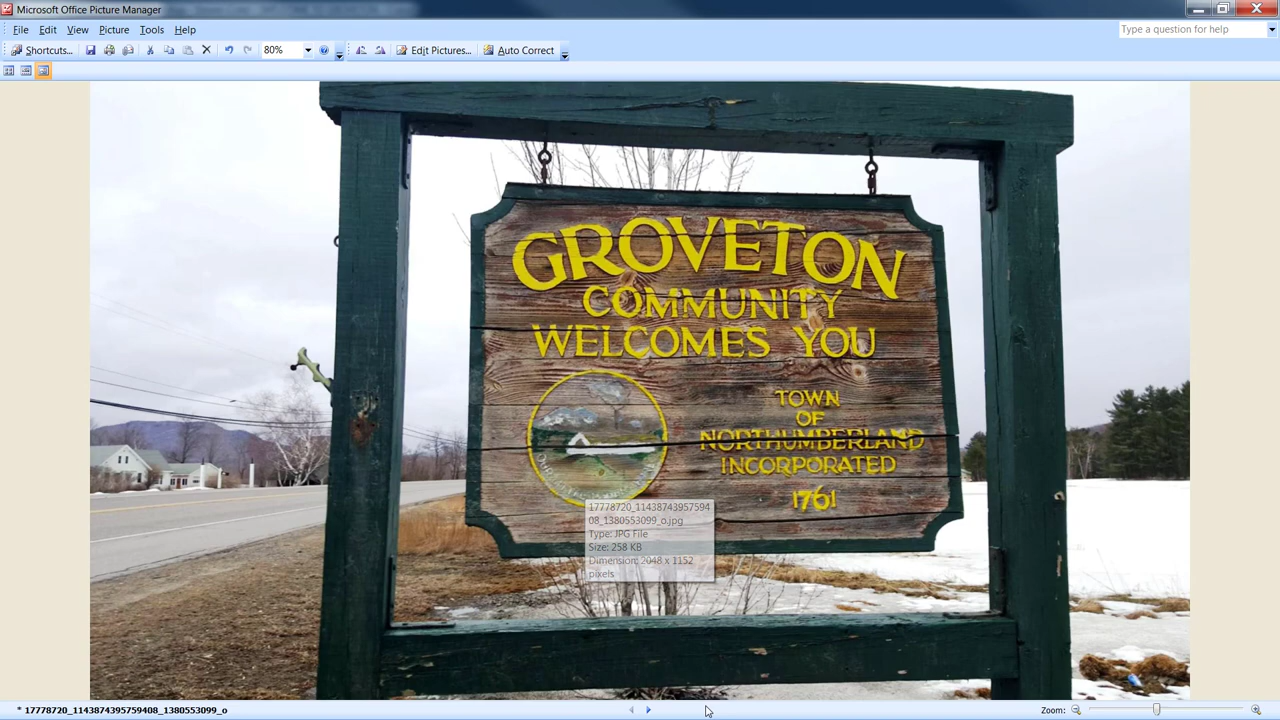 Microsoft Office Picture Manager
File Edit View Picture Tools Help
Type a question for help
Shortcuts...
80%
Edit Pictures...
Auto Correct
GROVETON
COMMUNITY
WELCOMES YOU
TOWN
OF
NORTHUMBERLAND
INCORPORATED
1761
17778720_11438743957594
08_1380553099_o.jpg
Type: JPG File
Size: 258 KB
Dimension: 2048 x 1152
pixels
* 17778720_1143874395759408_1380553099_o
Zoom: